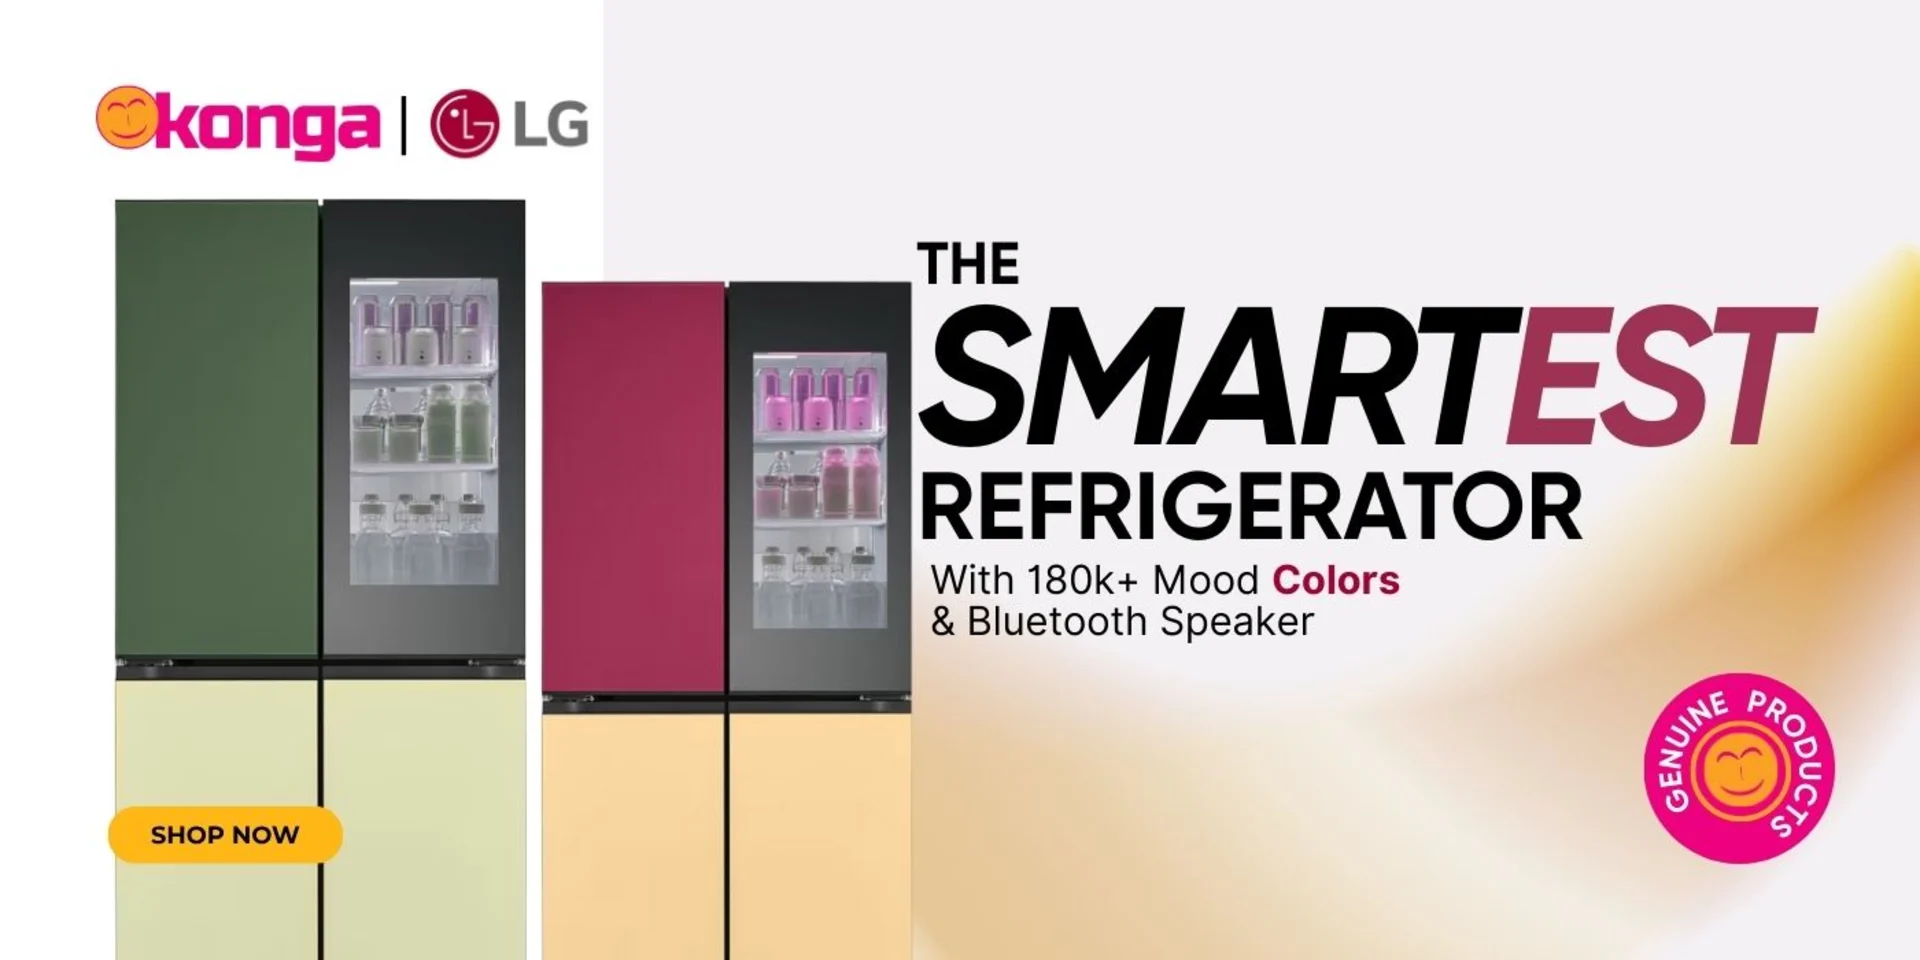 konga | LG
THE
SMARTEST
REFRIGERATOR
With 180k+ Mood Colors
& Bluetooth Speaker
SHOP NOW
GENUINE PRODUCTS